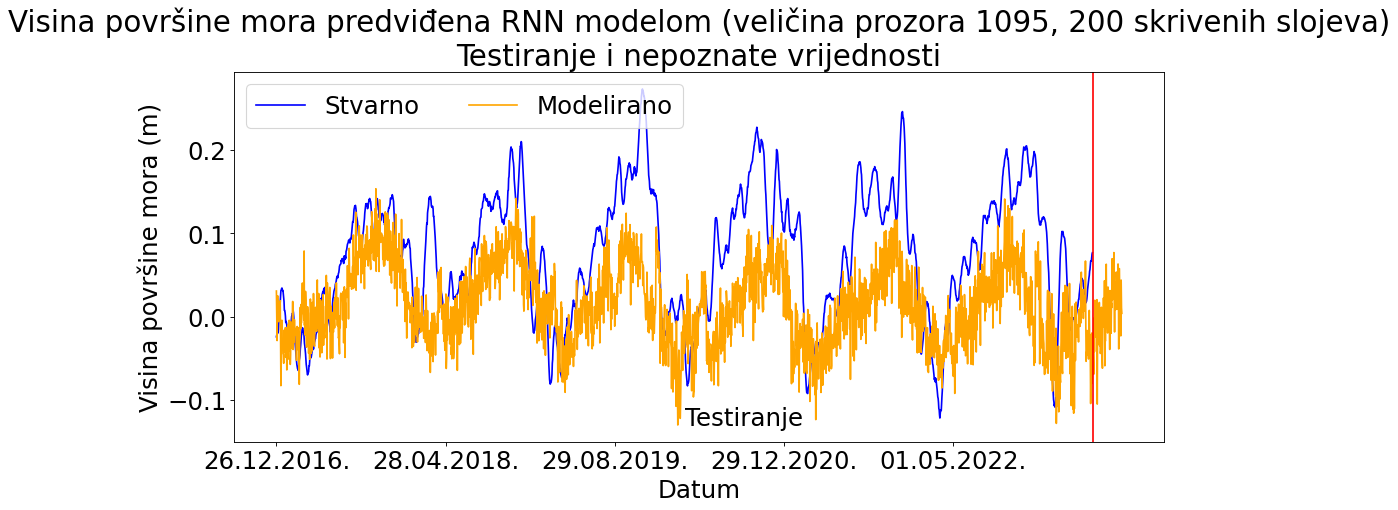 Visina površine mora predviđena RNN modelom (veličina prozora 1095, 200 skrivenih slojeva)
Testiranje i nepoznate vrijednosti
Stvarno Modelirano
Visina površine mora (m)
0.2
0.1
0.0
−0.1
Testiranje
26.12.2016. 28.04.2018. 29.08.2019. 29.12.2020. 01.05.2022.
Datum